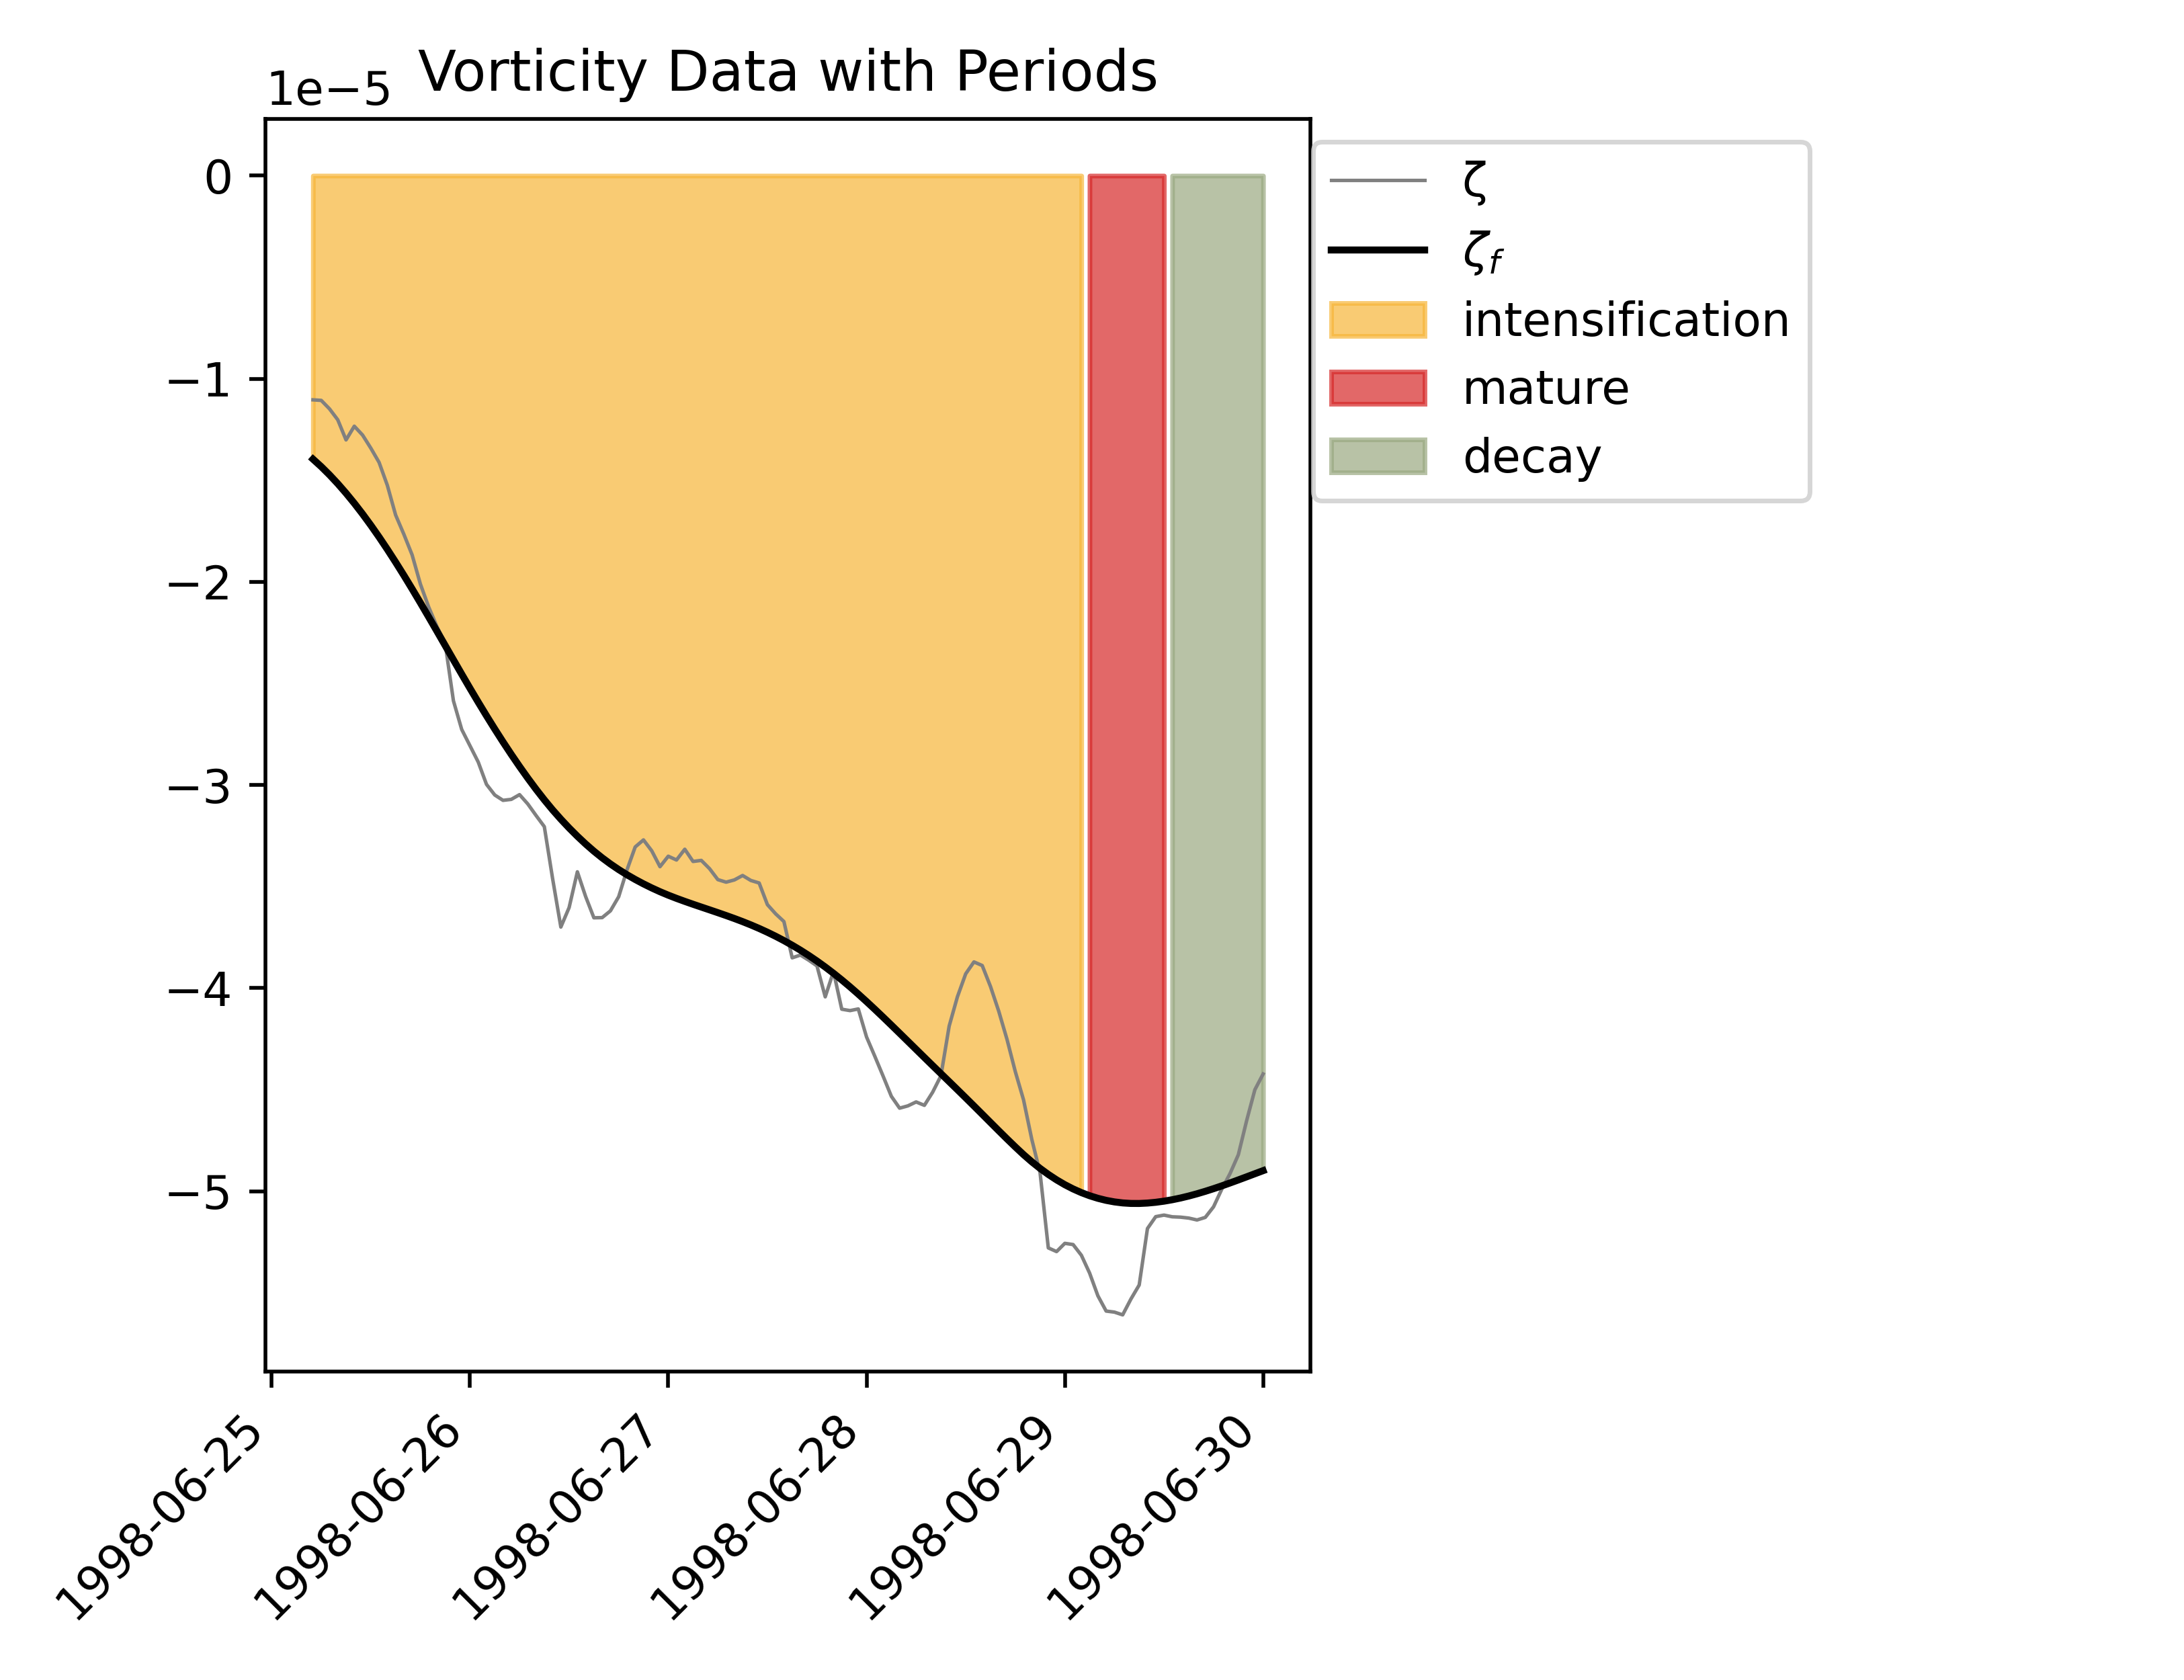 Vorticity Data with Periods
1e−5
0
−1
−2
−3
−4
−5
1998-06-25
1998-06-26
1998-06-27
1998-06-28
1998-06-29
1998-06-30
ζ
ζf
intensification
mature
decay